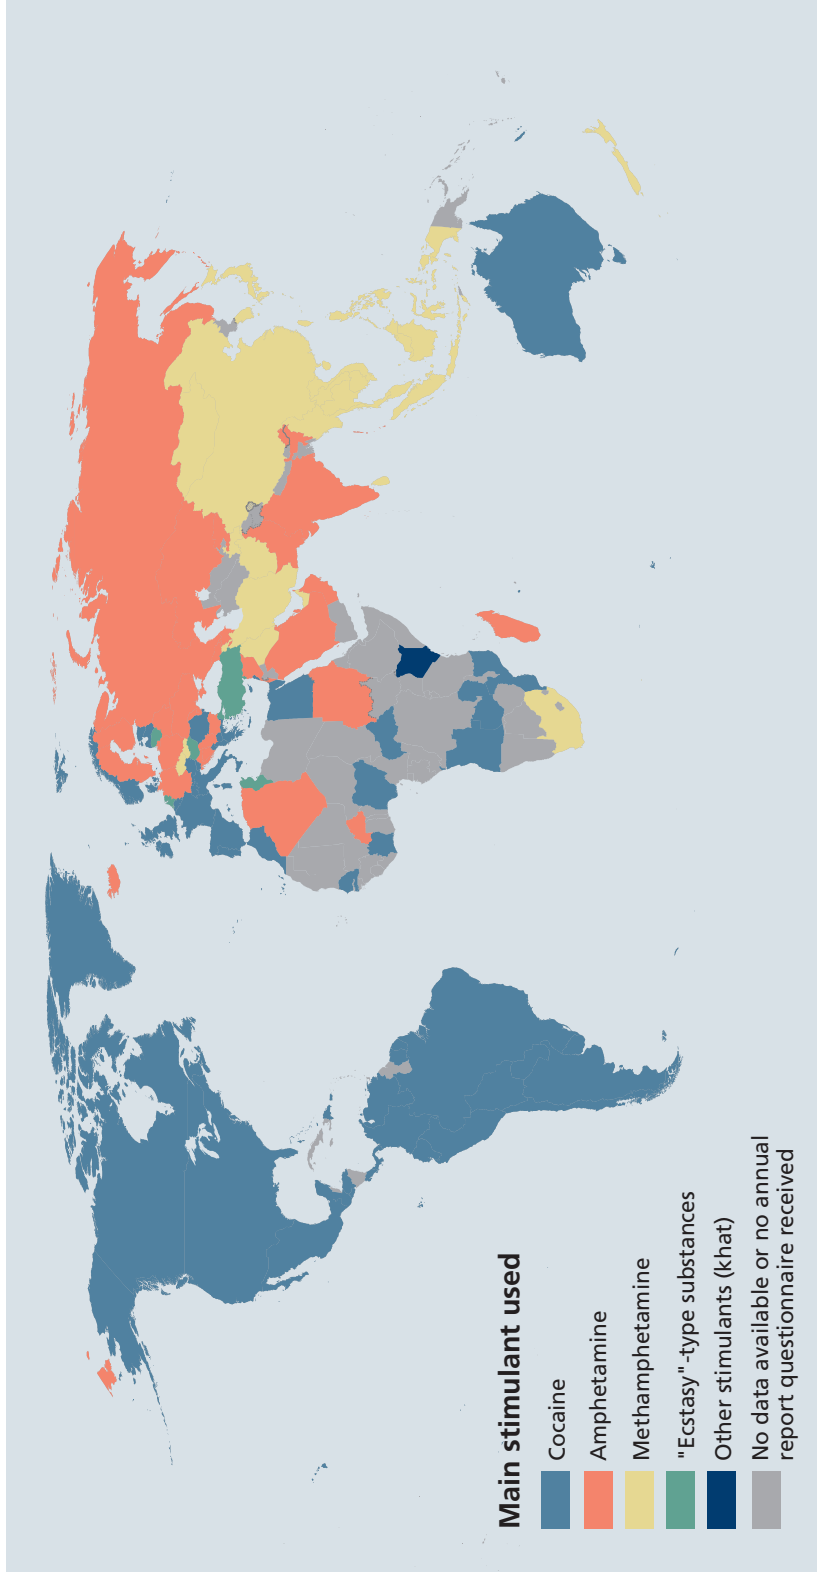 Main stimulant used
Cocaine
Amphetamine
Methamphetamine
"Ecstasy"-type substances
Other stimulants (khat)
No data available or no annual
report questionnaire received